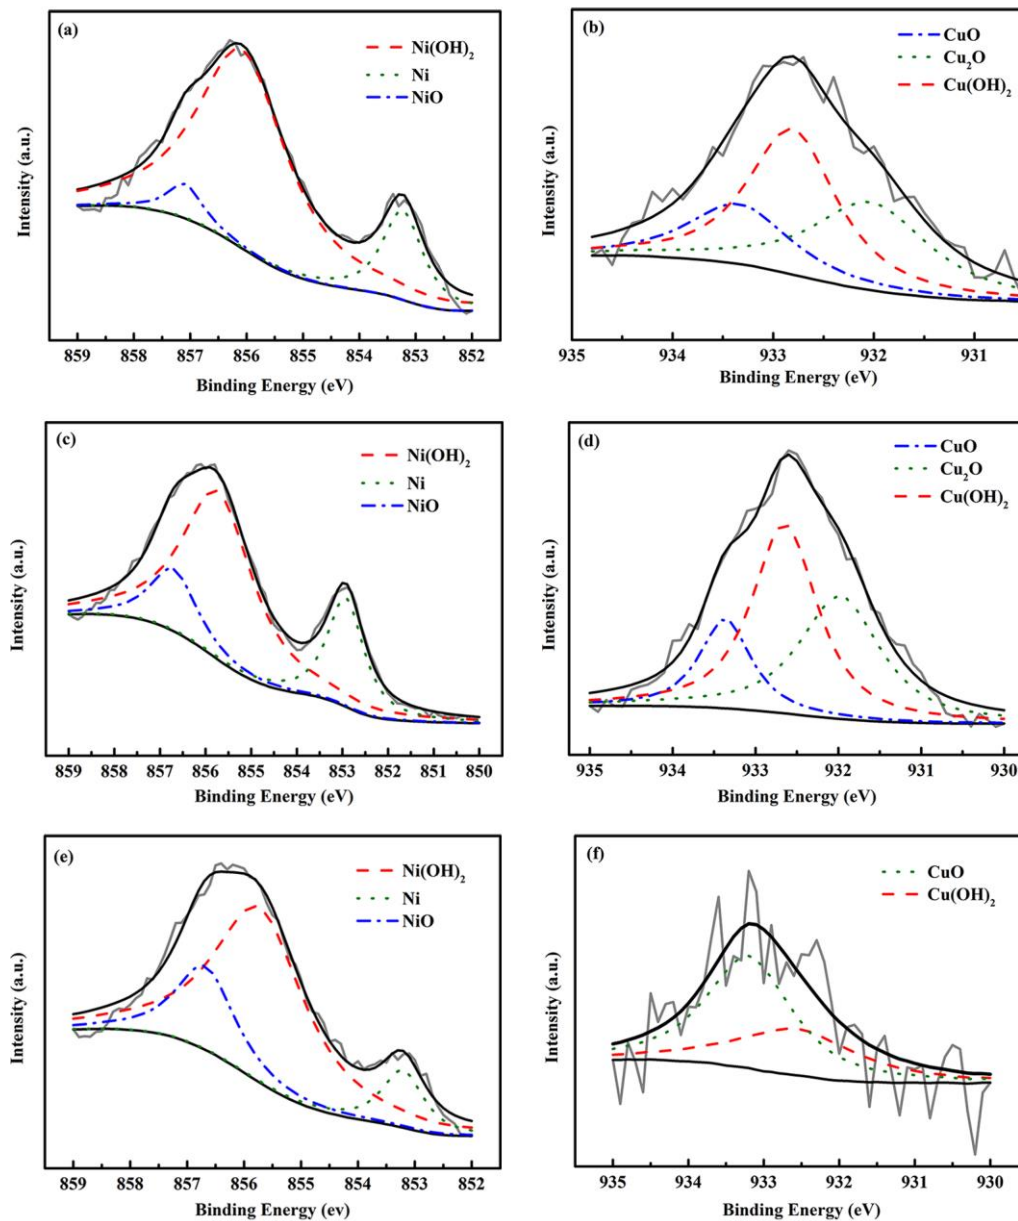 (a)
Ni(OH)2
Ni
NiO
Intensity (a.u.)
859 858 857 856 855 854 853 852
Binding Energy (eV)
(b)
CuO
Cu2O
Cu(OH)2
Intensity (a.u.)
935 934 933 932 931
Binding Energy (eV)
(c)
Ni(OH)2
Ni
NiO
Intensity (a.u.)
859 858 857 856 855 854 853 852 851 850
Binding Energy (eV)
(d)
CuO
Cu2O
Cu(OH)2
Intensity (a.u.)
935 934 933 932 931 930
Binding Energy (eV)
(e)
Ni(OH)2
Ni
NiO
Intensity (a.u.)
859 858 857 856 855 854 853 852
Binding Energy (ev)
(f)
CuO
Cu(OH)2
Intensity (a.u.)
935 934 933 932 931 930
Binding Energy (eV)